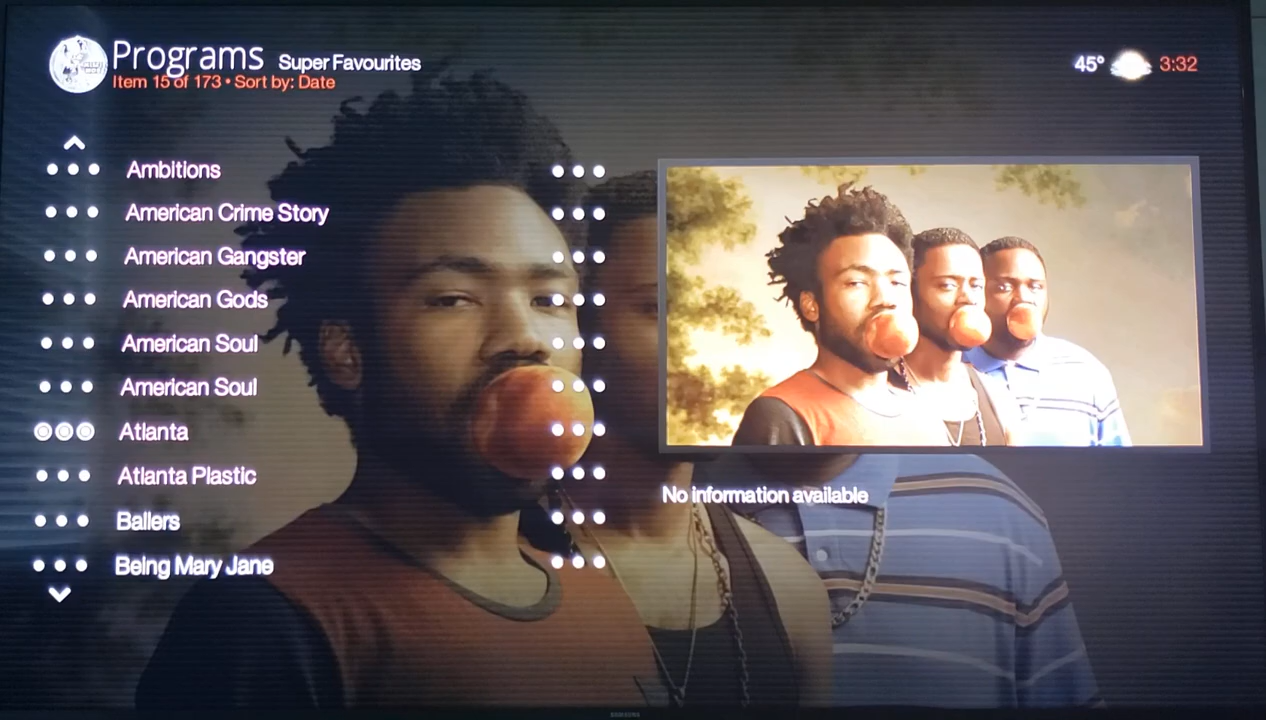 Programs Super Favourites
Item 15 of 173 • Sort by: Date
45° 3:32
Ambitions
American Crime Story
American Gangster
American Gods
American Soul
American Soul
Atlanta
Atlanta Plastic
Ballers
Being Mary Jane
No information available
SAMSUNG